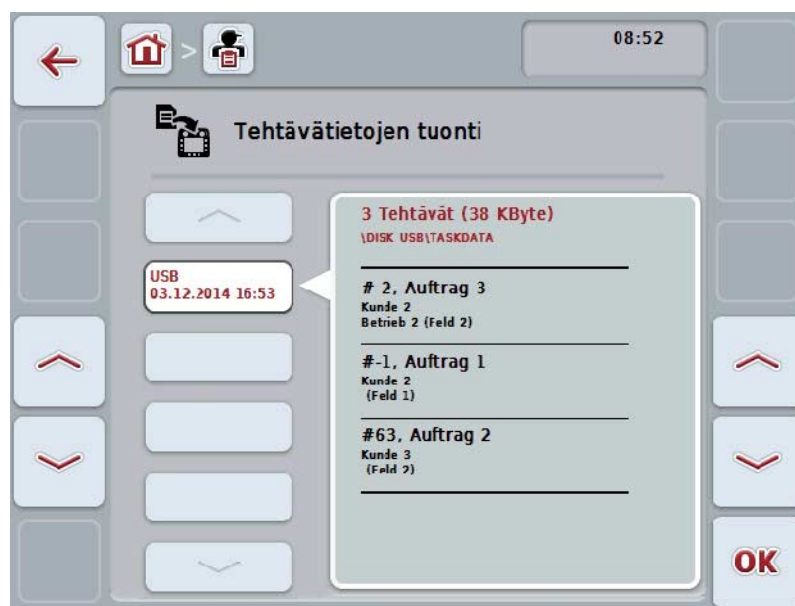 08:52
>
Tehtävätietojen tuonti
USB
03.12.2014 16:53
3 Tehtävät (38 KByte)
\DISK USB\TASKDATA
# 2, Auftrag 3
Kunde 2
Betrieb 2 (Feld 2)
#-1, Auftrag 1
Kunde 2
(Feld 1)
#63, Auftrag 2
Kunde 3
(Feld 2)
OK